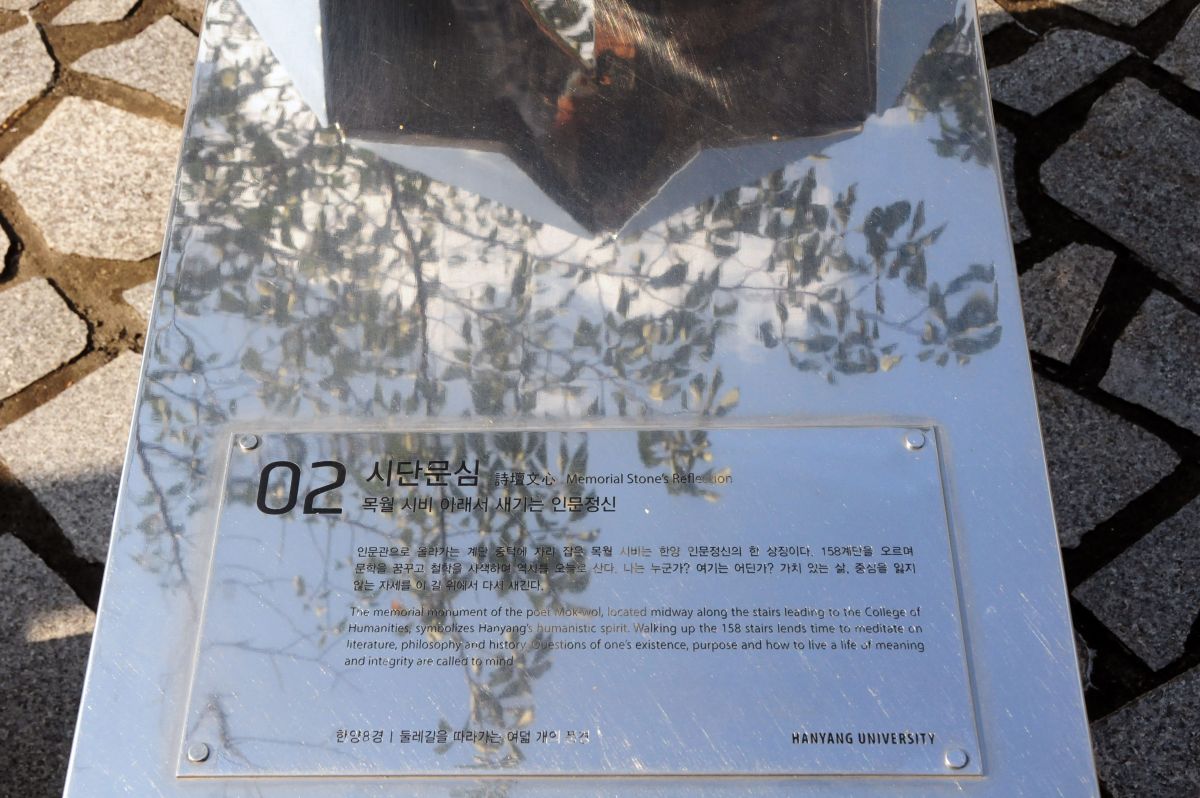 02 시단문심 詩壇文心 Memorial Stone's Reflection
목월 시비 아래서 새기는 인문정신
인문관으로 올라가는 계단 중턱에 자리 잡은 목월 시비는 한양 인문정신의 한 상징이다. 158계단을 오르며
문학을 꿈꾸고 철학을 사색하며 역사를 오늘로 산다. 나는 누군가? 여기는 어딘가? 가치 있는 삶, 중심을 잃지
않는 자세를 이 길 위에서 다시 새긴다.
The memorial monument of the poet Mok-wol, located midway along the stairs leading to the College of
Humanities, symbolizes Hanyang's humanistic spirit. Walking up the 158 stairs lends time to meditate on
literature, philosophy and history. Questions of one's existence, purpose and how to live a life of meaning
and integrity are called to mind
한양8경 | 둘레길을 따라가는 여덟 개의 풍경
HANYANG UNIVERSITY